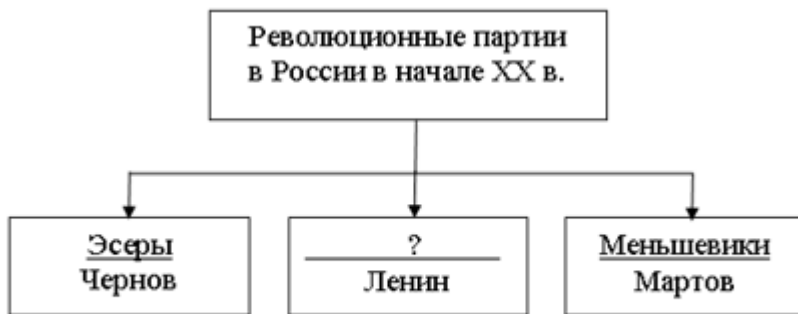 Революционные партии
в России в начале XX в.
Эсеры
Чернов
?
Ленин
Меньшевики
Мартов